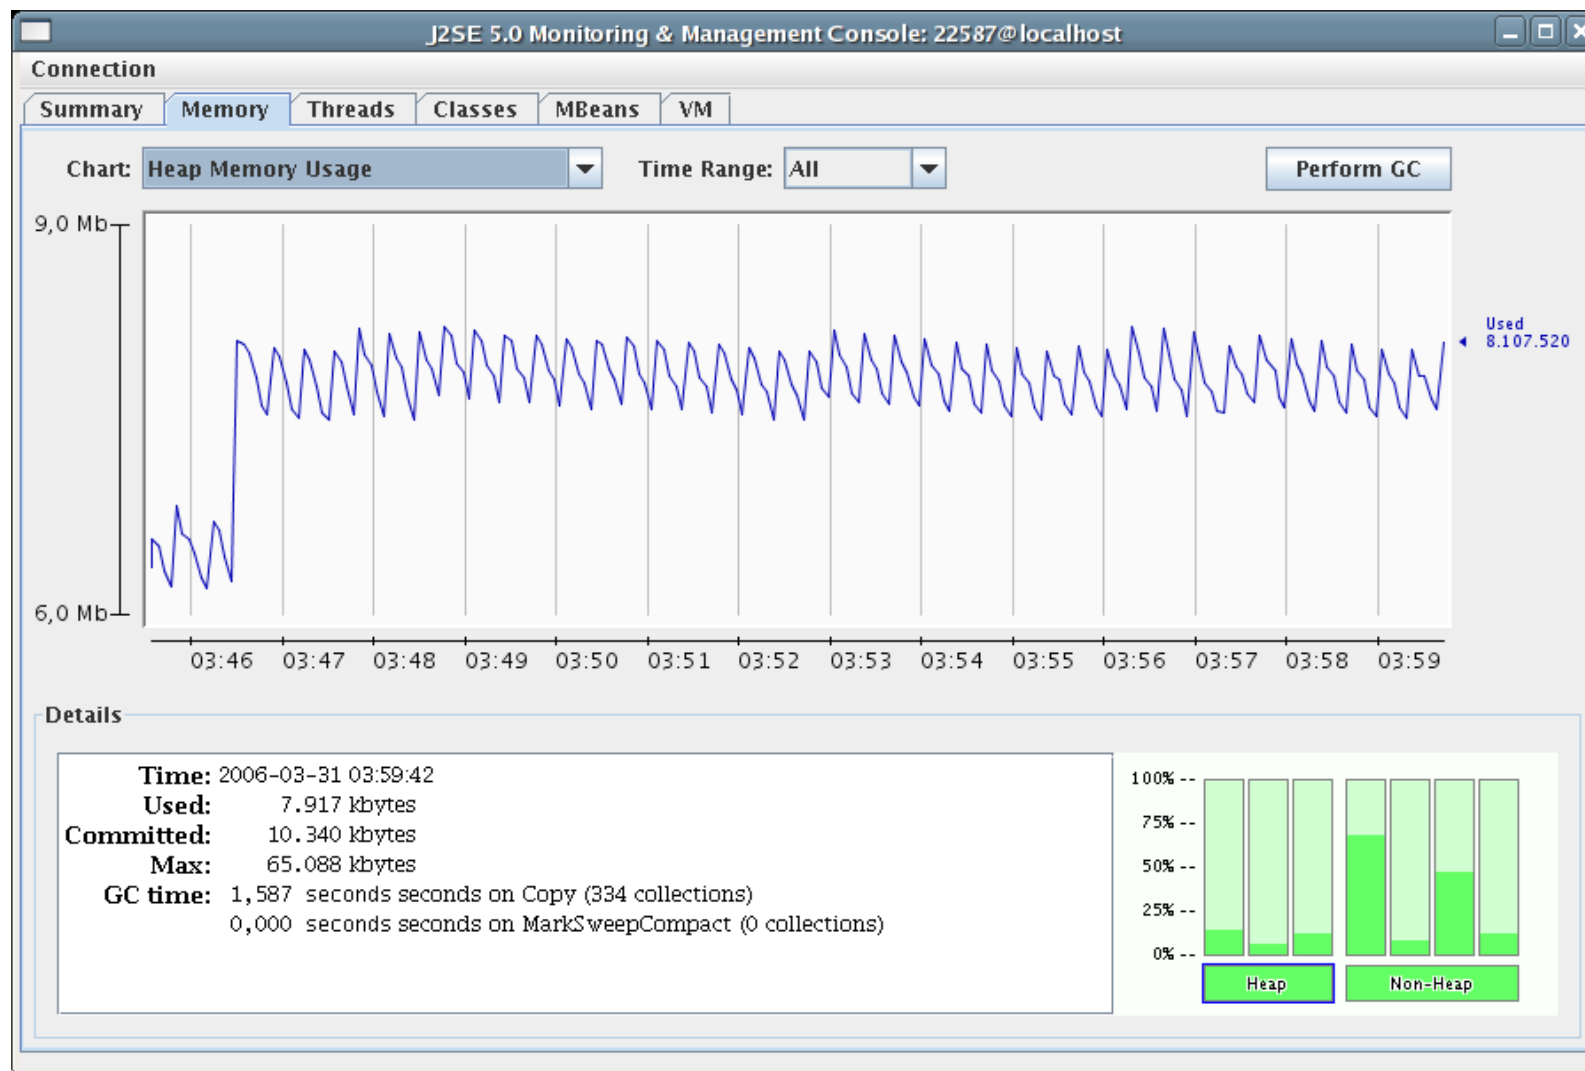 J2SE 5.0 Monitoring & Management Console: 22587@localhost
Connection
Summary Memory Threads Classes MBeans VM
Chart: Heap Memory Usage Time Range: All Perform GC
9,0 Mb
Used
8.107.520
6,0 Mb
03:46 03:47 03:48 03:49 03:50 03:51 03:52 03:53 03:54 03:55 03:56 03:57 03:58 03:59
Details
Time: 2006-03-31 03:59:42
Used: 7.917 kbytes
Committed: 10.340 kbytes
Max: 65.088 kbytes
GC time: 1,587 seconds seconds on Copy (334 collections)
0,000 seconds seconds on MarkSweepCompact (0 collections)
100% --
75% --
50% --
25% --
0% --
Heap Non-Heap